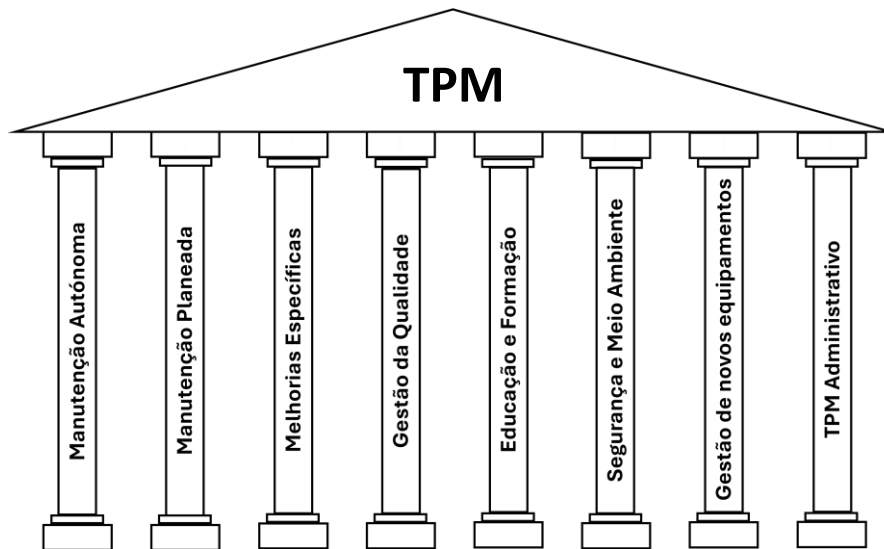 TPM
Manutenção Autónoma
Manutenção Planeada
Melhorias Específicas
Gestão da Qualidade
Educação e Formação
Segurança e Meio Ambiente
Gestão de novos equipamentos
TPM Administrativo